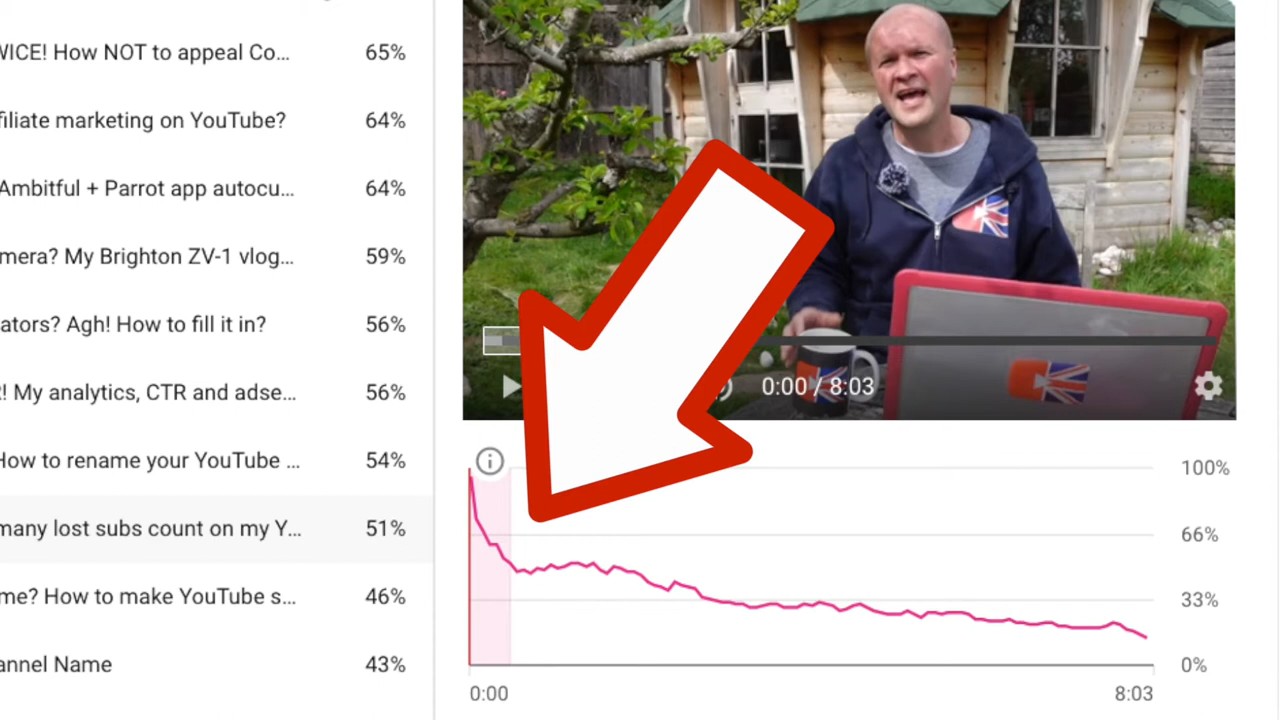 WICE! How NOT to appeal Co... 65%
filiate marketing on YouTube? 64%
Ambitful + Parrot app autocu... 64%
mera? My Brighton ZV-1 vlog... 59%
ators? Agh! How to fill it in? 56%
! My analytics, CTR and adse... 56%
How to rename your YouTube ... 54%
many lost subs count on my Y... 51%
me? How to make YouTube s... 46%
annel Name 43%
0:00 / 8:03
100%
66%
33%
0%
0:00 8:03